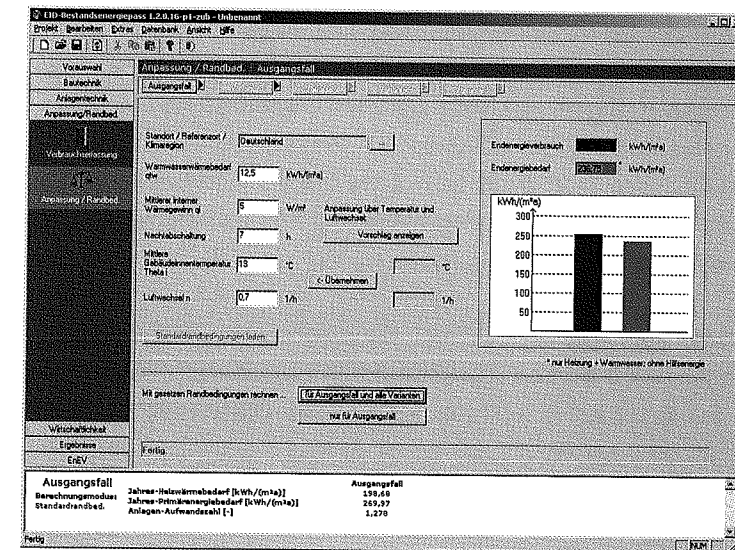 EID-Bestandsenergiepass 1.2.0.16-p1-zub - Unbenannt
Projekt Bearbeiten Extras Datenbank Ansicht Hilfe
Vorauswahl
Bautechnik
Anlagentechnik
Anpassung/Randbed.
Verbrauchserfassung
Anpassung / Randbed.
Wirtschaftlichkeit
Ergebnisse
EnEV
Anpassung / Randbed. : Ausgangsfall
Ausgangsfall
Standort / Referenzort / Klimaregion
Deutschland
...
Warmwasserwärmebedarf qtw
12,5
kWh/(m²a)
Mittlerer interner Wärmegewinn qi
5
W/m²
Anpassung über Temperatur und Luftwechsel:
Nachtabschaltung
7
h
Vorschlag anzeigen
Mittlere Gebäudeinnentemperatur Theta i
18
°C
<- Übernehmen
°C
Luftwechsel n
0,7
1/h
1/h
Standardrandbedingungen laden
Endenergieverbrauch
kWh/(m²a)
Endenergiebedarf
*
kWh/(m²a)
kWh/(m²a)
300
250
200
150
100
50
* nur Heizung + Warmwasser; ohne Hilfsenergie
Mit gesetzen Randbedingungen rechnen ...
für Ausgangsfall und alle Varianten
nur für Ausgangsfall
Fertig.
Ausgangsfall
Berechnungsmodus:
Standardrandbed.
Ausgangsfall
Jahres-Heizwärmebedarf [kWh/(m²a)] 198,68
Jahres-Primärenergiebedarf [kWh/(m²a)] 269,97
Anlagen-Aufwandszahl [-] 1,278
Fertig
NUM